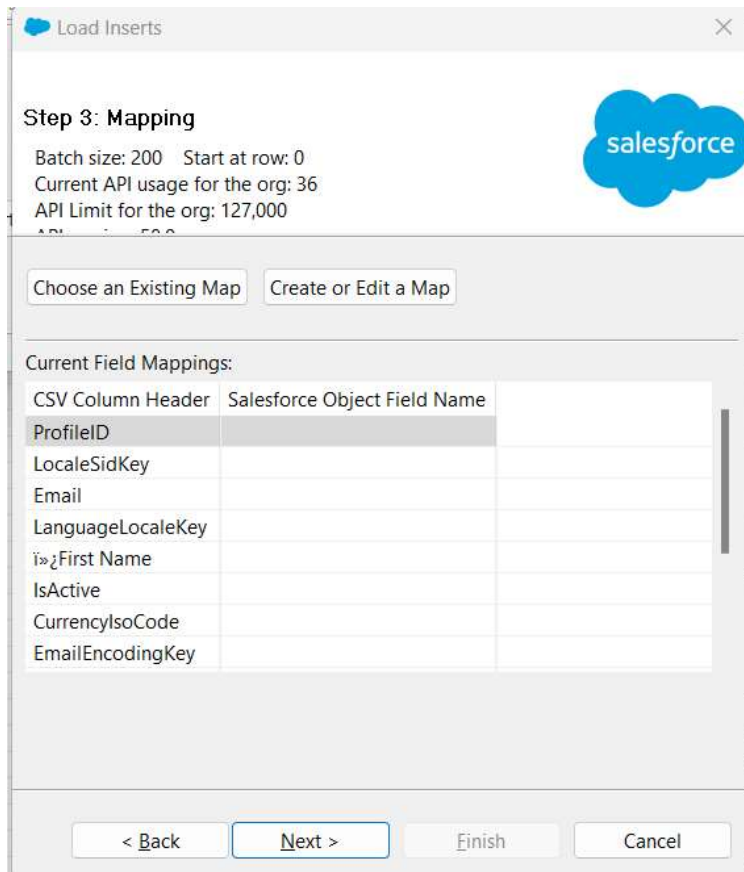 Load Inserts
Step 3: Mapping
salesforce
Batch size: 200 Start at row: 0
Current API usage for the org: 36
API Limit for the org: 127,000
Choose an Existing Map Create or Edit a Map
Current Field Mappings:
CSV Column Header Salesforce Object Field Name
ProfileID
LocaleSidKey
Email
LanguageLocaleKey
ï»¿First Name
IsActive
CurrencyIsoCode
EmailEncodingKey
< Back Next > Finish Cancel